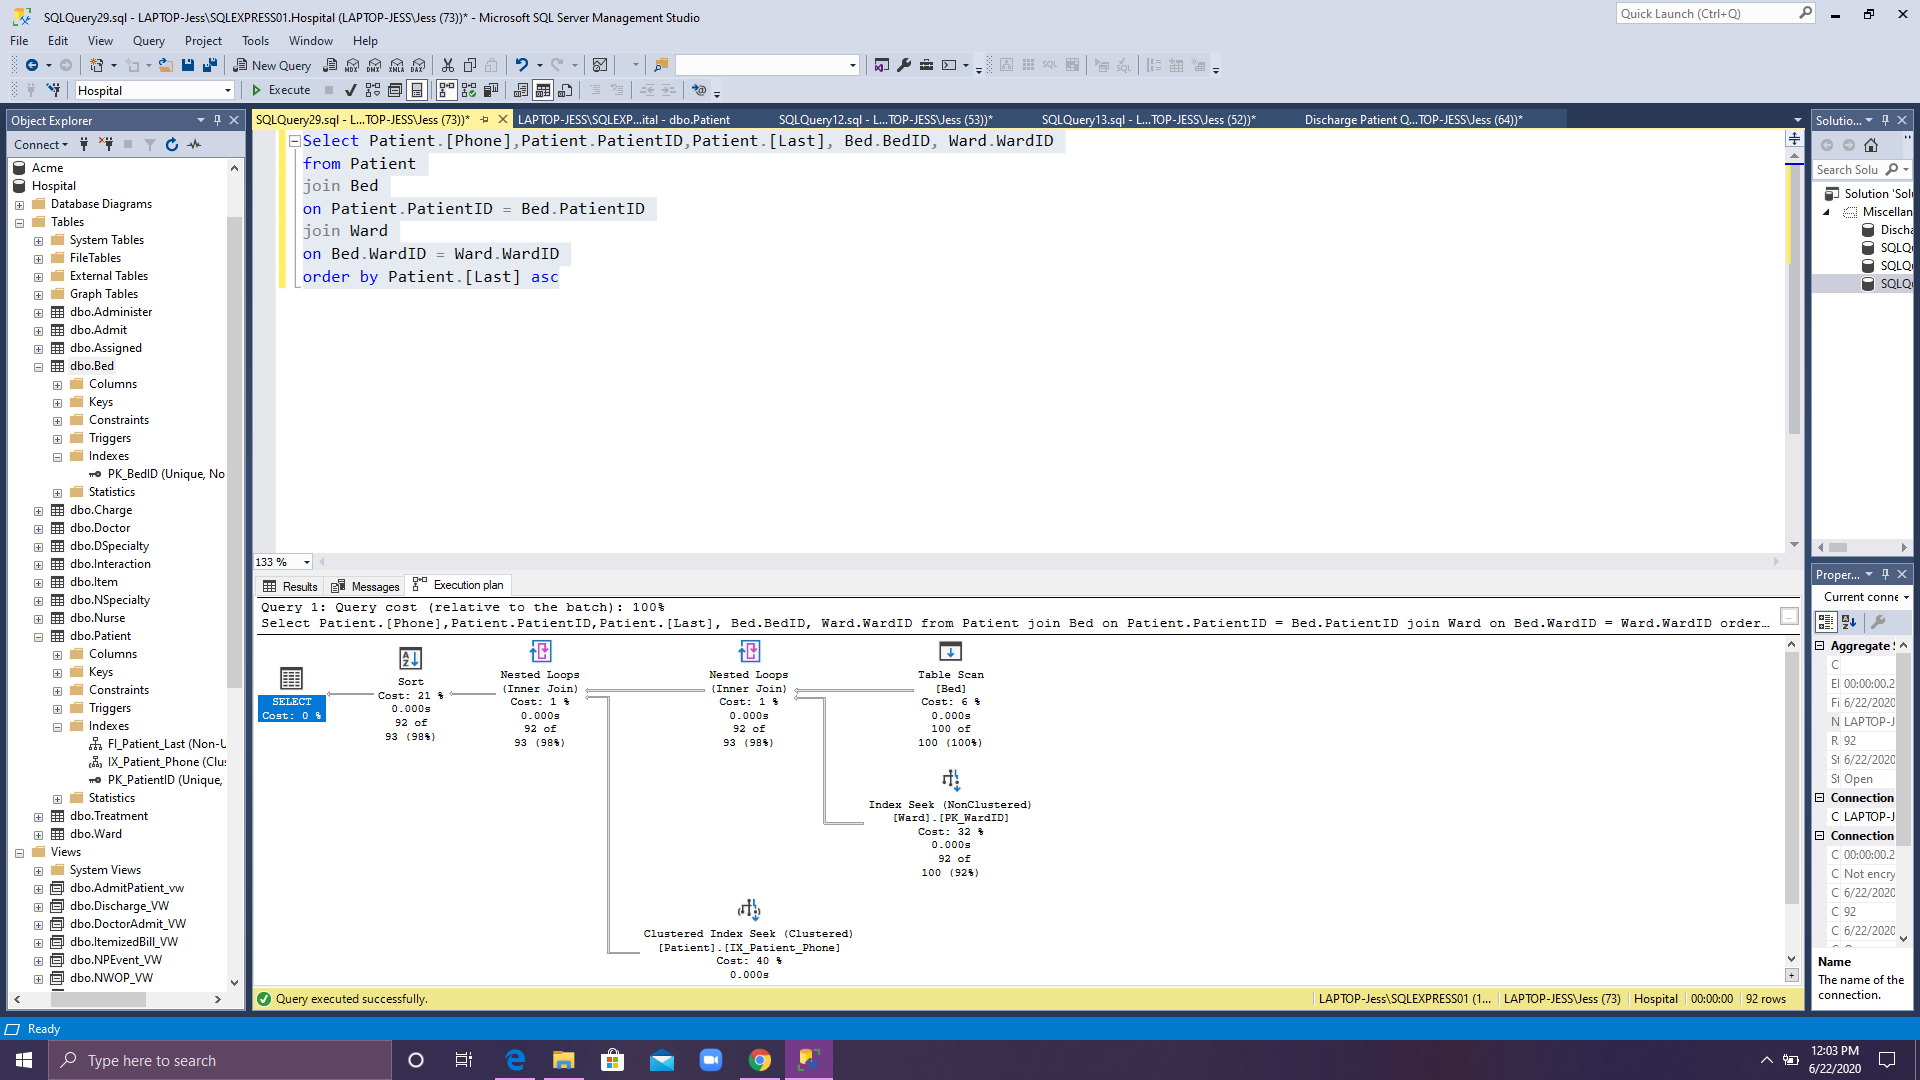 SQLQuery29.sql - LAPTOP-Jess\SQLEXPRESS01.Hospital (LAPTOP-JESS\Jess (73))* - Microsoft SQL Server Management Studio
Quick Launch (Ctrl+Q)
File Edit View Query Project Tools Window Help
New Query
MDX DMX XMLA DAX
SQL
Hospital
Execute
Object Explorer
Connect
Acme
Hospital
Database Diagrams
Tables
System Tables
FileTables
External Tables
Graph Tables
dbo.Administer
dbo.Admit
dbo.Assigned
dbo.Bed
Columns
Keys
Constraints
Triggers
Indexes
PK_BedID (Unique, No
Statistics
dbo.Charge
dbo.Doctor
dbo.DSpecialty
dbo.Interaction
dbo.Item
dbo.NSpecialty
dbo.Nurse
dbo.Patient
Columns
Keys
Constraints
Triggers
Indexes
FI_Patient_Last (Non-U
IX_Patient_Phone (Clus
PK_PatientID (Unique,
Statistics
dbo.Treatment
dbo.Ward
Views
System Views
dbo.AdmitPatient_vw
dbo.Discharge_VW
dbo.DoctorAdmit_VW
dbo.ItemizedBill_VW
dbo.NPEvent_VW
dbo.NWOP_VW
SQLQuery29.sql - L...TOP-JESS\Jess (73))*
LAPTOP-JESS\SQLEXP...ital - dbo.Patient
SQLQuery12.sql - L...TOP-JESS\Jess (53))*
SQLQuery13.sql - L...TOP-JESS\Jess (52))*
Discharge Patient Q...TOP-JESS\Jess (64))*
Select Patient.[Phone],Patient.PatientID,Patient.[Last], Bed.BedID, Ward.WardID
from Patient
join Bed
on Patient.PatientID = Bed.PatientID
join Ward
on Bed.WardID = Ward.WardID
order by Patient.[Last] asc
133 %
Results
Messages
Execution plan
Query 1: Query cost (relative to the batch): 100%
Select Patient.[Phone],Patient.PatientID,Patient.[Last], Bed.BedID, Ward.WardID from Patient join Bed on Patient.PatientID = Bed.PatientID join Ward on Bed.WardID = Ward.WardID order...
SELECT
Cost: 0 %
Sort
Cost: 21 %
0.000s
92 of
93 (98%)
Nested Loops
(Inner Join)
Cost: 1 %
0.000s
92 of
93 (98%)
Nested Loops
(Inner Join)
Cost: 1 %
0.000s
92 of
93 (98%)
Table Scan
[Bed]
Cost: 6 %
0.000s
100 of
100 (100%)
Index Seek (NonClustered)
[Ward].[PK_WardID]
Cost: 32 %
0.000s
92 of
100 (92%)
Clustered Index Seek (Clustered)
[Patient].[IX_Patient_Phone]
Cost: 40 %
0.000s
Query executed successfully.
LAPTOP-Jess\SQLEXPRESS01 (1...
LAPTOP-JESS\Jess (73)
Hospital
00:00:00
92 rows
Soluti​o...
Search Solu
Solution 'Solu
Miscellan
Discha
SQLQu
SQLQu
SQLQu
Proper...
Current conne
Aggregate S
C
El 00:00:00.2
Fi 6/22/2020
N LAPTOP-J
R 92
St 6/22/2020
St Open
Connection
C LAPTOP-J
Connection
C 00:00:00.2
C Not encry
C 6/22/2020
C 92
C 6/22/2020
Name
The name of the
connection.
Ready
Type here to search
12:03 PM
6/22/2020